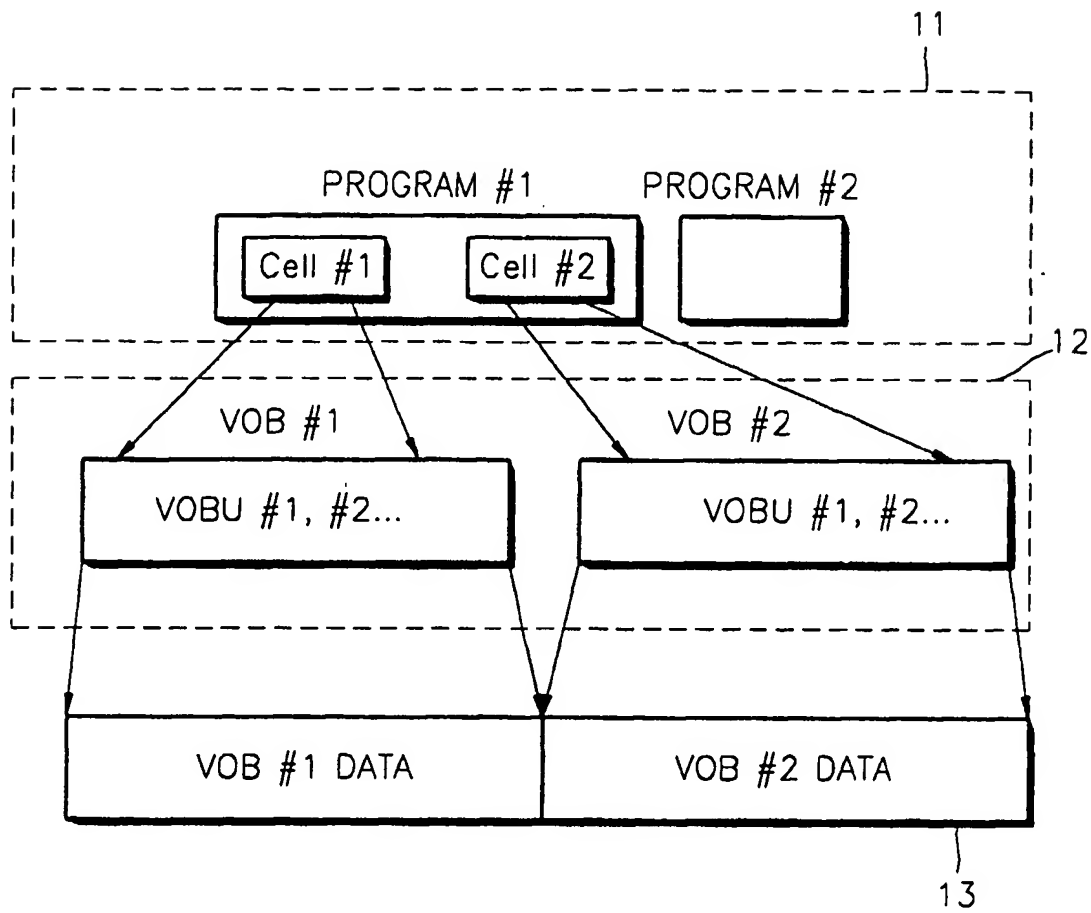 11
PROGRAM #1 PROGRAM #2
Cell #1 Cell #2
12
VOB #1 VOB #2
VOBU #1, #2... VOBU #1, #2...
VOB #1 DATA VOB #2 DATA
13